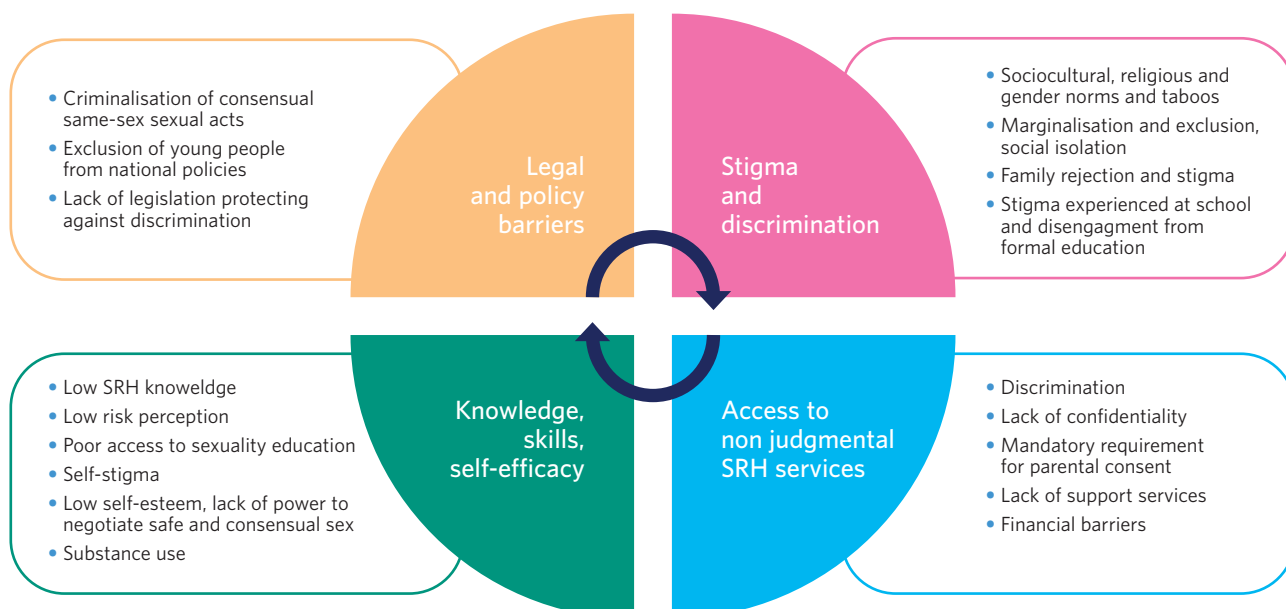 • Criminalisation of consensual
same-sex sexual acts
• Exclusion of young people
from national policies
• Lack of legislation protecting
against discrimination
Legal
and policy
barriers
Stigma
and
discrimination
• Sociocultural, religious and
gender norms and taboos
• Marginalisation and exclusion,
social isolation
• Family rejection and stigma
• Stigma experienced at school
and disengagment from
formal education
• Low SRH knoweldge
• Low risk perception
• Poor access to sexuality education
• Self-stigma
• Low self-esteem, lack of power to
negotiate safe and consensual sex
• Substance use
Knowledge,
skills,
self-efficacy
Access to
non judgmental
SRH services
• Discrimination
• Lack of confidentiality
• Mandatory requirement
for parental consent
• Lack of support services
• Financial barriers